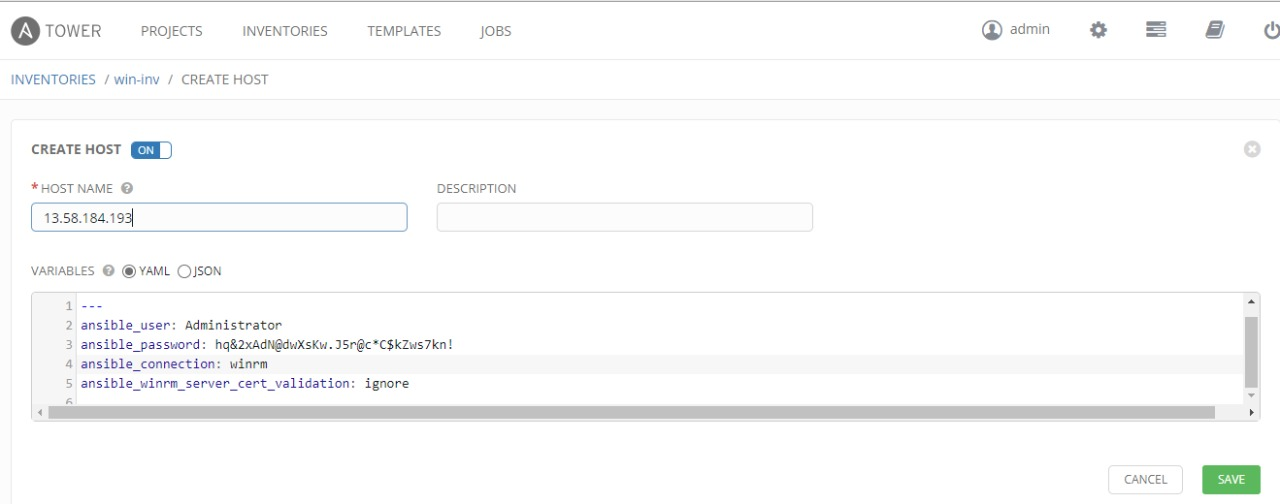 A TOWER PROJECTS INVENTORIES TEMPLATES JOBS admin
INVENTORIES / win-inv / CREATE HOST
CREATE HOST ON
* HOST NAME ? DESCRIPTION
13.58.184.193
VARIABLES ? YAML JSON
1 ---
2 ansible_user: Administrator
3 ansible_password: hq&2xAdN@dwXsKw.J5r@c*C$kZws7kn!
4 ansible_connection: winrm
5 ansible_winrm_server_cert_validation: ignore
6
CANCEL SAVE